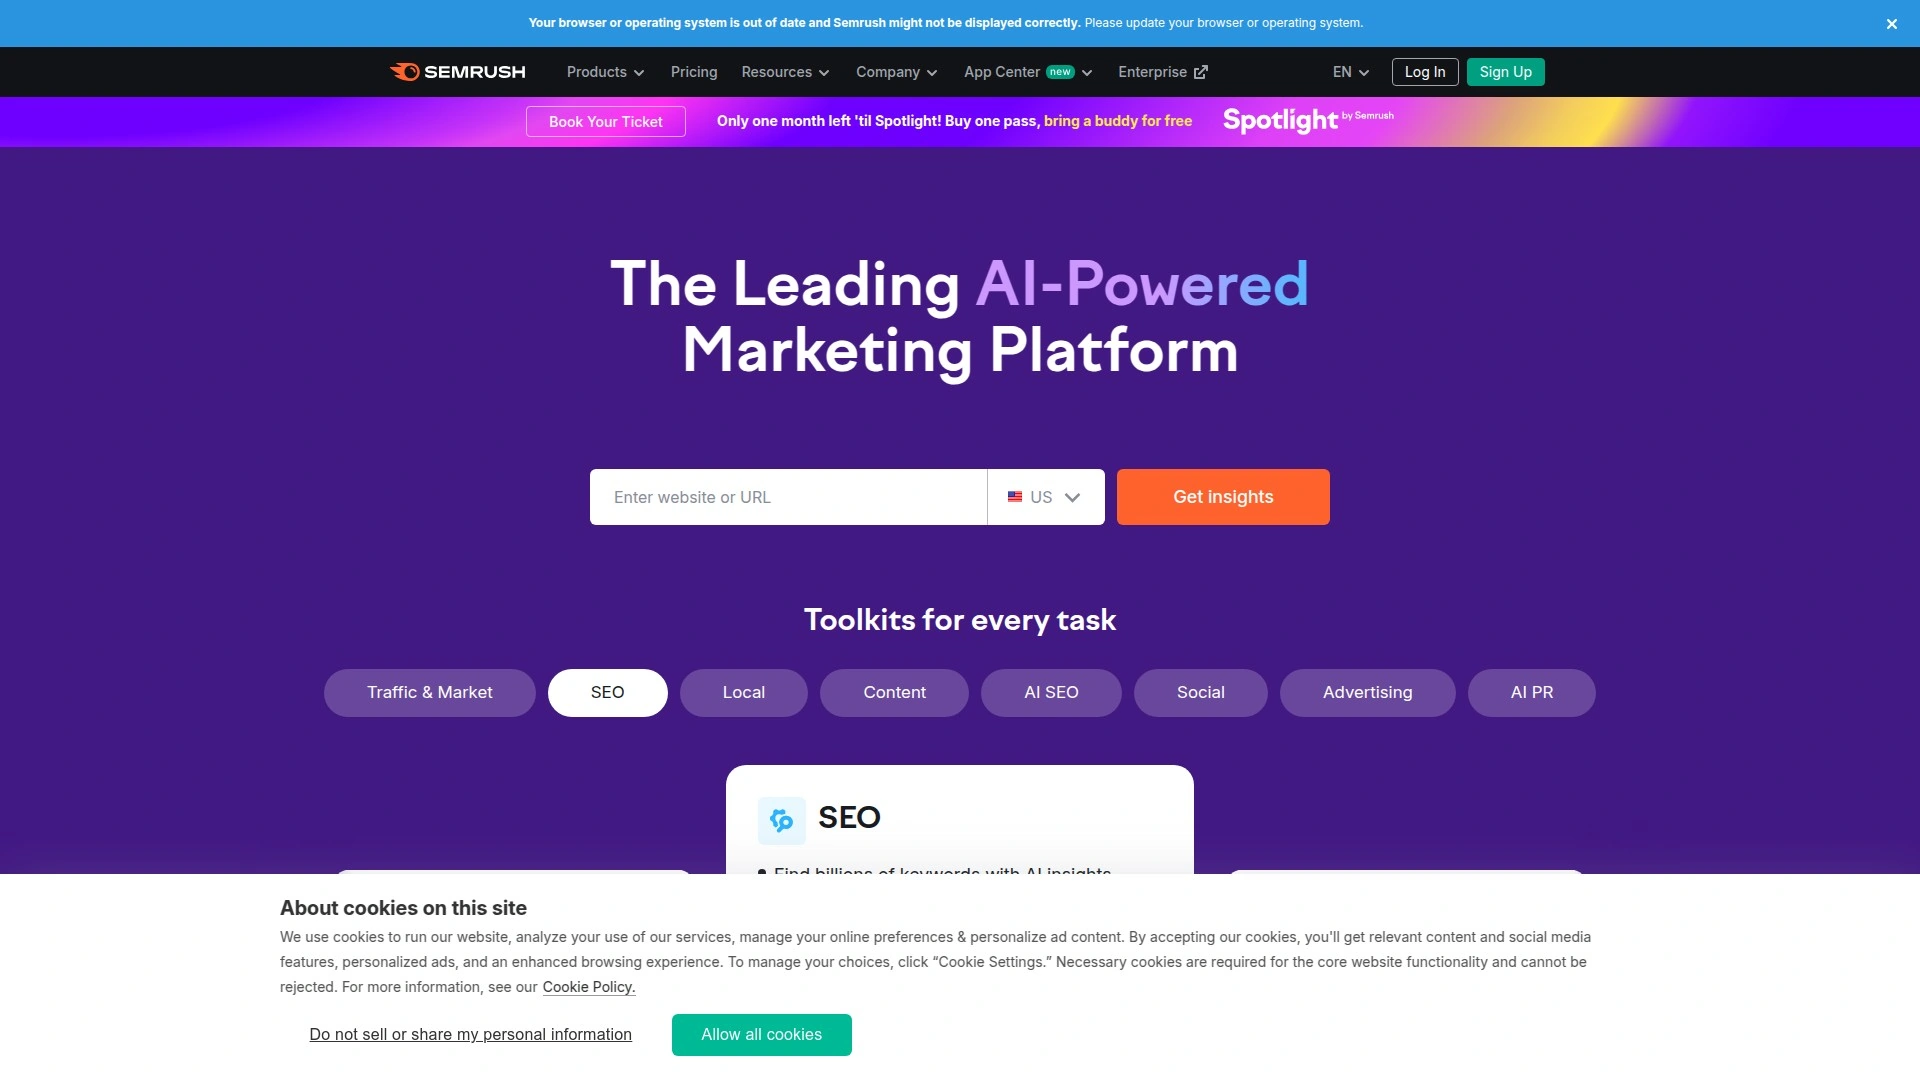 Your browser or operating system is out of date and Semrush might not be displayed correctly. Please update your browser or operating system.
SEMRUSH Products Pricing Resources Company App Center new Enterprise EN Log In Sign Up
Book Your Ticket Only one month left 'til Spotlight! Buy one pass, bring a buddy for free Spotlight by Semrush
The Leading AI-Powered
Marketing Platform
Enter website or URL US Get insights
Toolkits for every task
Traffic & Market SEO Local Content AI SEO Social Advertising AI PR
SEO
Find billions of keywords with AI insights
About cookies on this site
We use cookies to run our website, analyze your use of our services, manage your online preferences & personalize ad content. By accepting our cookies, you'll get relevant content and social media
features, personalized ads, and an enhanced browsing experience. To manage your choices, click “Cookie Settings.” Necessary cookies are required for the core website functionality and cannot be
rejected. For more information, see our Cookie Policy.
Do not sell or share my personal information Allow all cookies